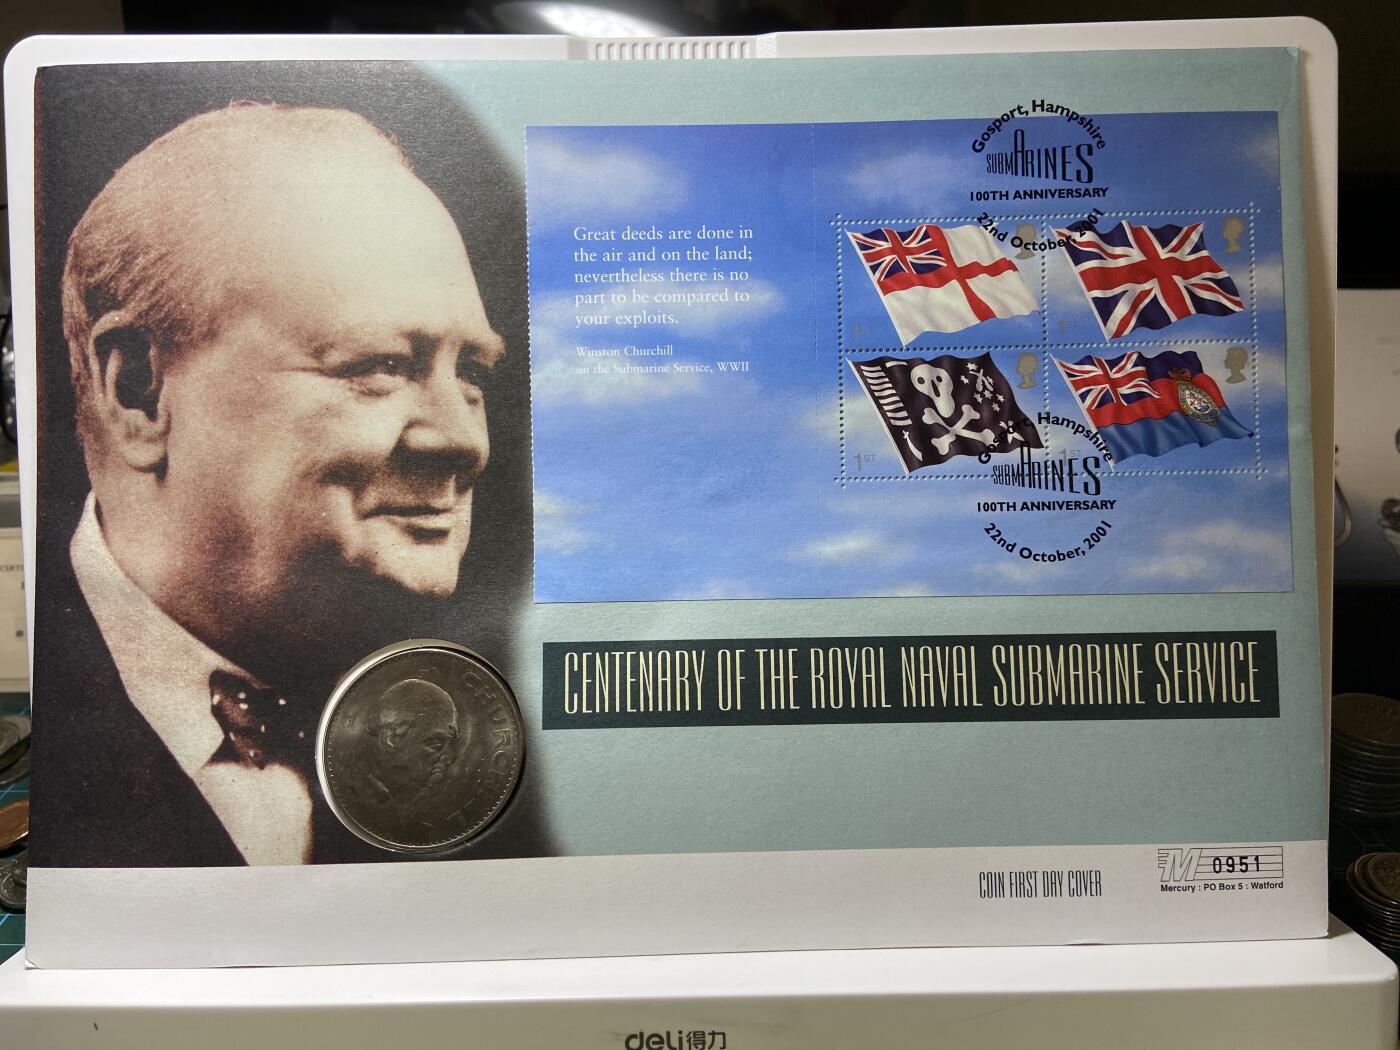 Gosport, Hampshire
SUBMARINES
100TH ANNIVERSARY
22nd October, 2001
Great deeds are done in
the air and on the land;
nevertheless there is no
part to be compared to
your exploits.
Winston Churchill
on the Submarine Service, WWII
1ST
1ST
1ST
Gosport, Hampshire
SUBMARINES
100TH ANNIVERSARY
22nd October, 2001
CENTENARY OF THE ROYAL NAVAL SUBMARINE SERVICE
CHURCHILL
COIN FIRST DAY COVER
M 0951
Mercury : PO Box 5 : Watford
deli得力